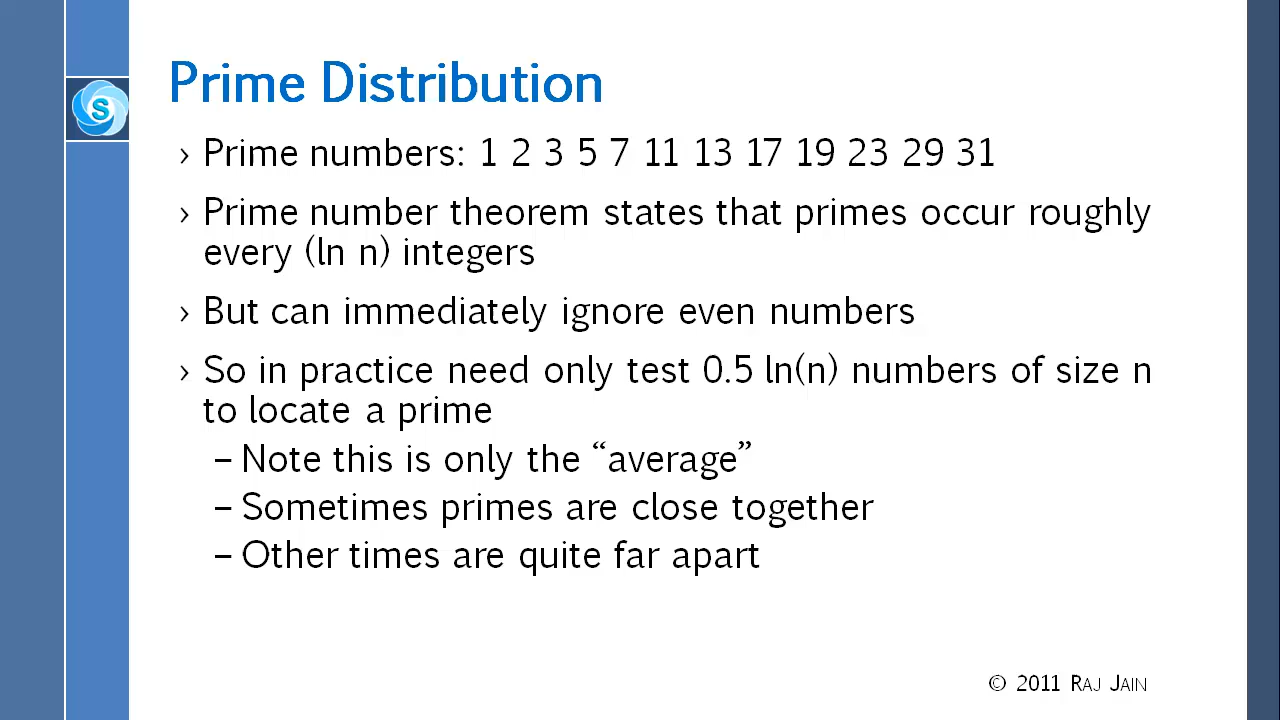 S
Prime Distribution
› Prime numbers: 1 2 3 5 7 11 13 17 19 23 29 31
› Prime number theorem states that primes occur roughly
every (ln n) integers
› But can immediately ignore even numbers
› So in practice need only test 0.5 ln(n) numbers of size n
to locate a prime
– Note this is only the “average”
– Sometimes primes are close together
– Other times are quite far apart
© 2011 RAJ JAIN